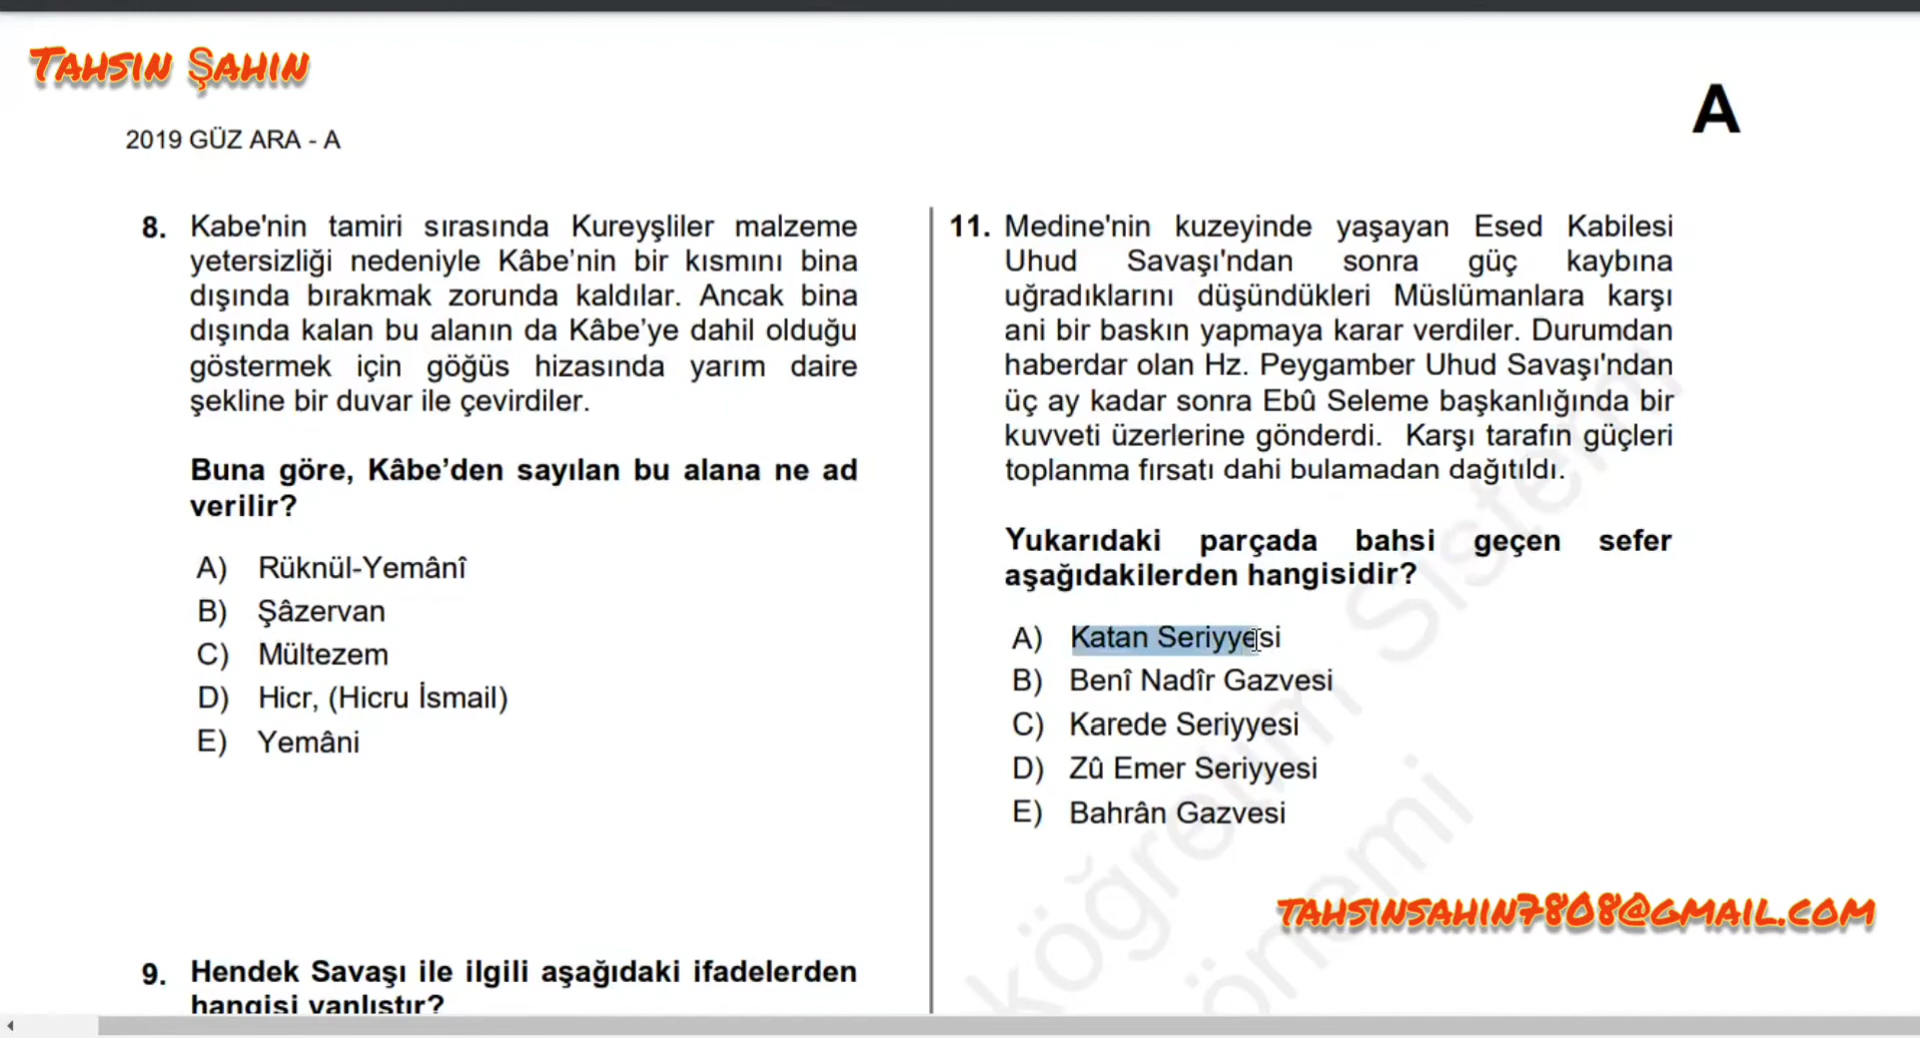 Tahsin Şahin
A
2019 GÜZ ARA - A
8. Kabe'nin tamiri sırasında Kureyşliler malzeme
yetersizliği nedeniyle Kâbe’nin bir kısmını bina
dışında bırakmak zorunda kaldılar. Ancak bina
dışında kalan bu alanın da Kâbe’ye dahil olduğu
göstermek için göğüs hizasında yarım daire
şekline bir duvar ile çevirdiler.
Buna göre, Kâbe’den sayılan bu alana ne ad
verilir?
A) Rüknül-Yemânî
B) Şâzervan
C) Mültezem
D) Hicr, (Hicru İsmail)
E) Yemâni
9. Hendek Savaşı ile ilgili aşağıdaki ifadelerden
hangisi yanlıştır?
11. Medine'nin kuzeyinde yaşayan Esed Kabilesi
Uhud Savaşı'ndan sonra güç kaybına
uğradıklarını düşündükleri Müslümanlara karşı
ani bir baskın yapmaya karar verdiler. Durumdan
haberdar olan Hz. Peygamber Uhud Savaşı'ndan
üç ay kadar sonra Ebû Seleme başkanlığında bir
kuvveti üzerlerine gönderdi. Karşı tarafın güçleri
toplanma fırsatı dahi bulamadan dağıtıldı.
Yukarıdaki parçada bahsi geçen sefer
aşağıdakilerden hangisidir?
A) Katan Seriyyesi
B) Benî Nadîr Gazvesi
C) Karede Seriyyesi
D) Zû Emer Seriyyesi
E) Bahrân Gazvesi
tahsinsahin7808@gmail.com